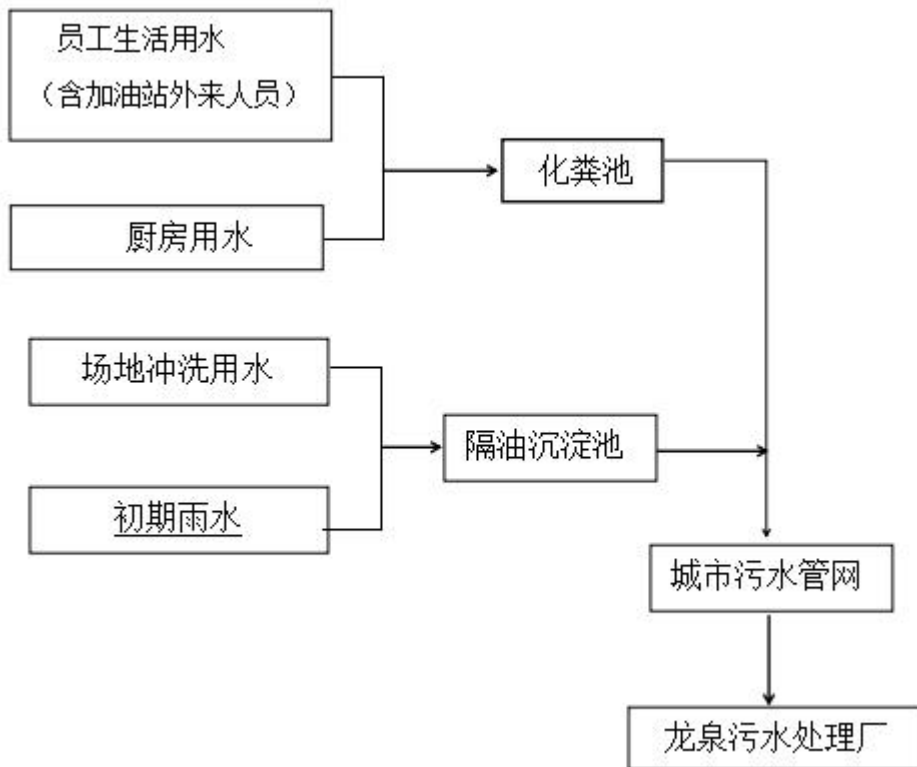 员工生活用水
（含加油站外来人员）
化粪池
厨房用水
场地冲洗用水
隔油沉淀池
初期雨水
城市污水管网
龙泉污水处理厂